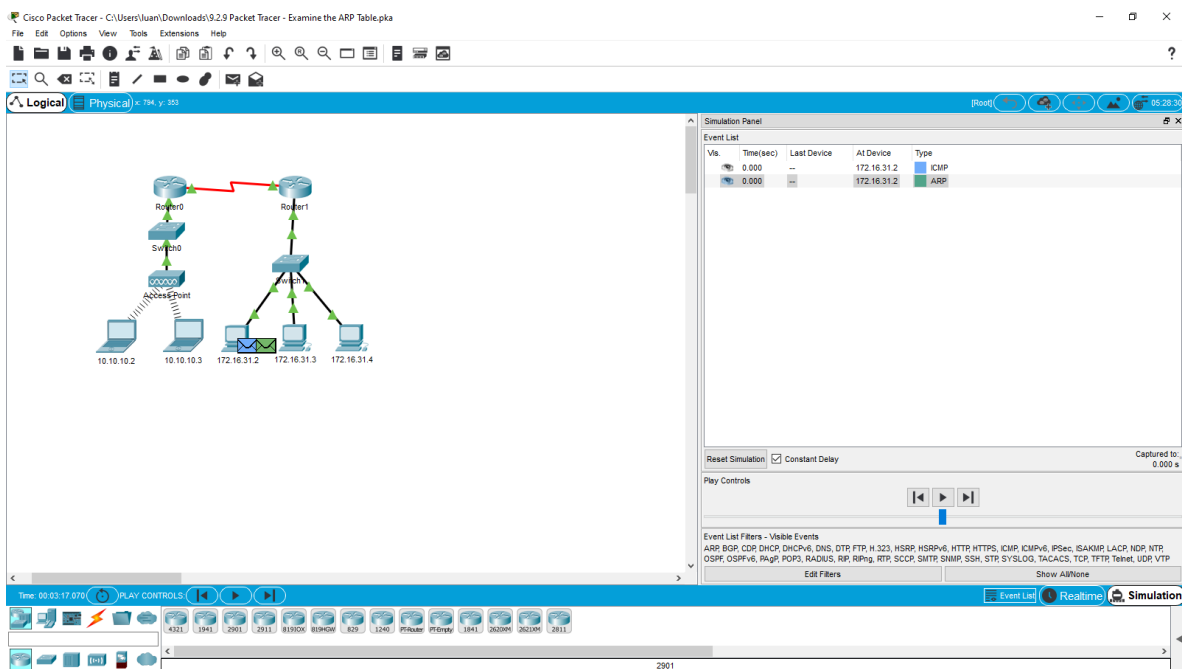 Cisco Packet Tracer - C:\Users\luan\Downloads\9.2.9 Packet Tracer - Examine the ARP Table.pka
File Edit Options View Tools Extensions Help
?
Logical Physical x: 794, y: 353 [Root] 05:28:30
Simulation Panel
Event List
Vis. Time(sec) Last Device At Device Type
0.000 -- 172.16.31.2 ICMP
0.000 -- 172.16.31.2 ARP
Router0 Router1
Switch0
Switch1
Access Point
10.10.10.2 10.10.10.3 172.16.31.2 172.16.31.3 172.16.31.4
Reset Simulation Constant Delay Captured to:
0.000 s
Play Controls
Event List Filters - Visible Events
ARP, BGP, CDP, DHCP, DHCPv6, DNS, DTP, FTP, H.323, HSRP, HSRPv6, HTTP, HTTPS, ICMP, ICMPv6, IPSec, ISAKMP, LACP, NDP, NTP,
OSPF, OSPFv6, PAgP, POP3, RADIUS, RIP, RIPng, RTP, SCCP, SMTP, SNMP, SSH, STP, SYSLOG, TACACS, TCP, TFTP, Telnet, UDP, VTP
Edit Filters Show All/None
Time: 00:03:17.070 PLAY CONTROLS: Event List Realtime Simulation
4321 1941 2901 2911 819IOX 819HGW 829 1240 PT-Router PT-Empty 1841 2620XM 2621XM 2811
2901